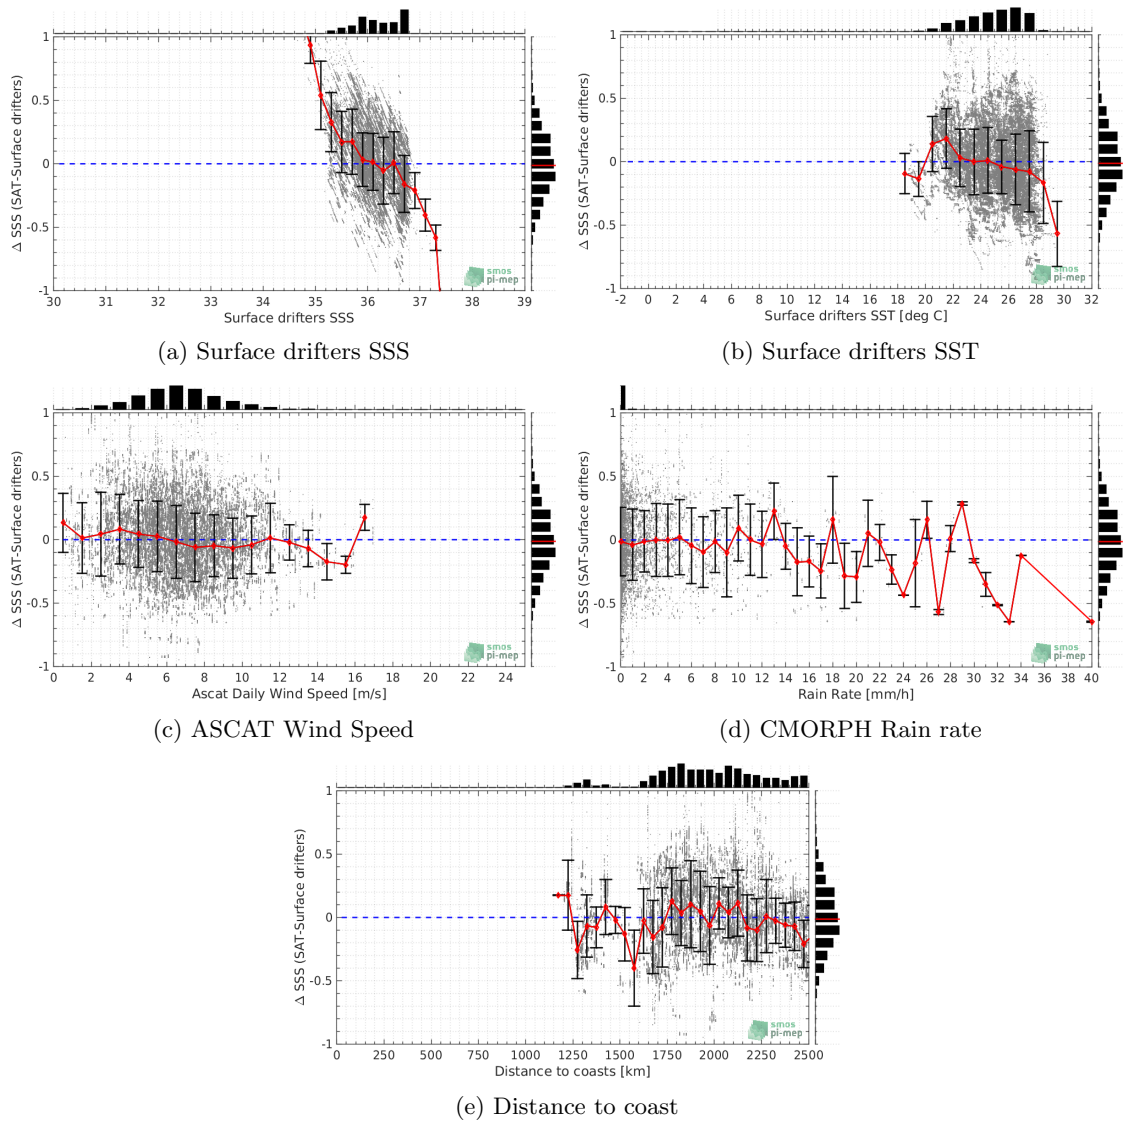 1
0.5
0
-0.5
-1
Δ SSS (SAT-Surface drifters)
30 31 32 33 34 35 36 37 38 39
Surface drifters SSS
smos
pi-mep
(a) Surface drifters SSS
1
0.5
0
-0.5
-1
Δ SSS (SAT-Surface drifters)
-2 0 2 4 6 8 10 12 14 16 18 20 22 24 26 28 30 32
Surface drifters SST [deg C]
smos
pi-mep
(b) Surface drifters SST
1
0.5
0
-0.5
-1
Δ SSS (SAT-Surface drifters)
0 2 4 6 8 10 12 14 16 18 20 22 24
Ascat Daily Wind Speed [m/s]
smos
pi-mep
(c) ASCAT Wind Speed
1
0.5
0
-0.5
-1
Δ SSS (SAT-Surface drifters)
0 2 4 6 8 10 12 14 16 18 20 22 24 26 28 30 32 34 36 38 40
Rain Rate [mm/h]
smos
pi-mep
(d) CMORPH Rain rate
1
0.5
0
-0.5
-1
Δ SSS (SAT-Surface drifters)
0 250 500 750 1000 1250 1500 1750 2000 2250 2500
Distance to coasts [km]
smos
pi-mep
(e) Distance to coast